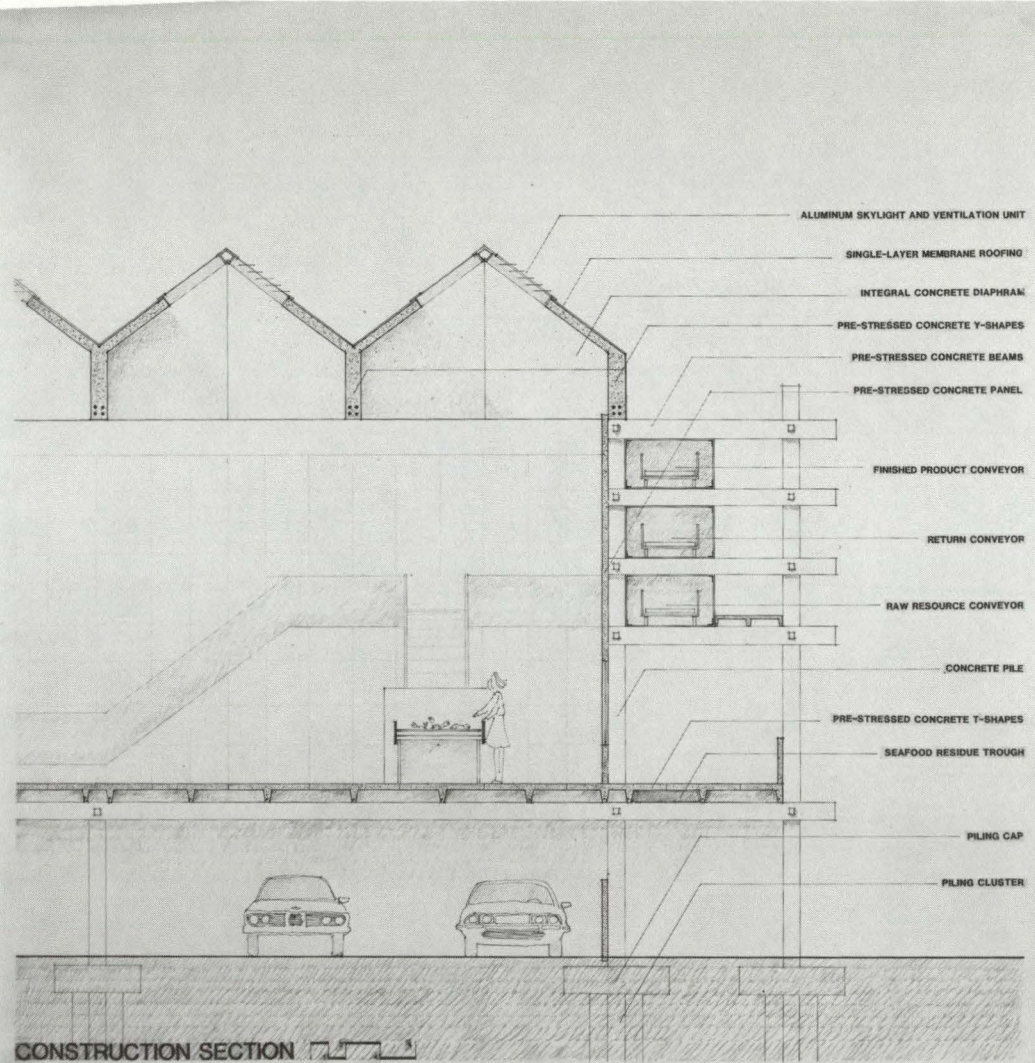 ALUMINUM SKYLIGHT AND VENTILATION UNIT
SINGLE-LAYER MEMBRANE ROOFING
INTEGRAL CONCRETE DIAPHRAM
PRE-STRESSED CONCRETE Y-SHAPES
PRE-STRESSED CONCRETE BEAMS
PRE-STRESSED CONCRETE PANEL
FINISHED PRODUCT CONVEYOR
RETURN CONVEYOR
RAW RESOURCE CONVEYOR
CONCRETE PILE
PRE-STRESSED CONCRETE T-SHAPES
SEAFOOD RESIDUE TROUGH
PILING CAP
PILING CLUSTER
CONSTRUCTION SECTION